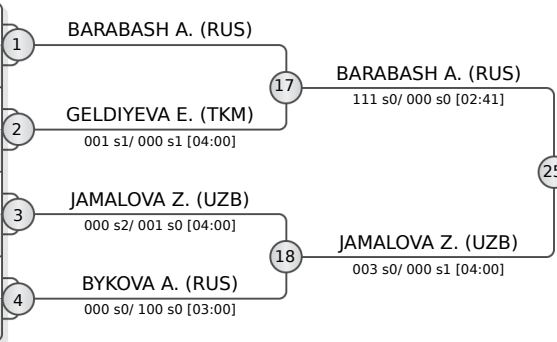 BARABASH A. (RUS)
1
17
BARABASH A. (RUS)
111 s0/ 000 s0 [02:41]
GELDIYEVA E. (TKM)
2
001 s1/ 000 s1 [04:00]
25
JAMALOVA Z. (UZB)
3
000 s2/ 001 s0 [04:00]
18
JAMALOVA Z. (UZB)
003 s0/ 000 s1 [04:00]
BYKOVA A. (RUS)
4
000 s0/ 100 s0 [03:00]